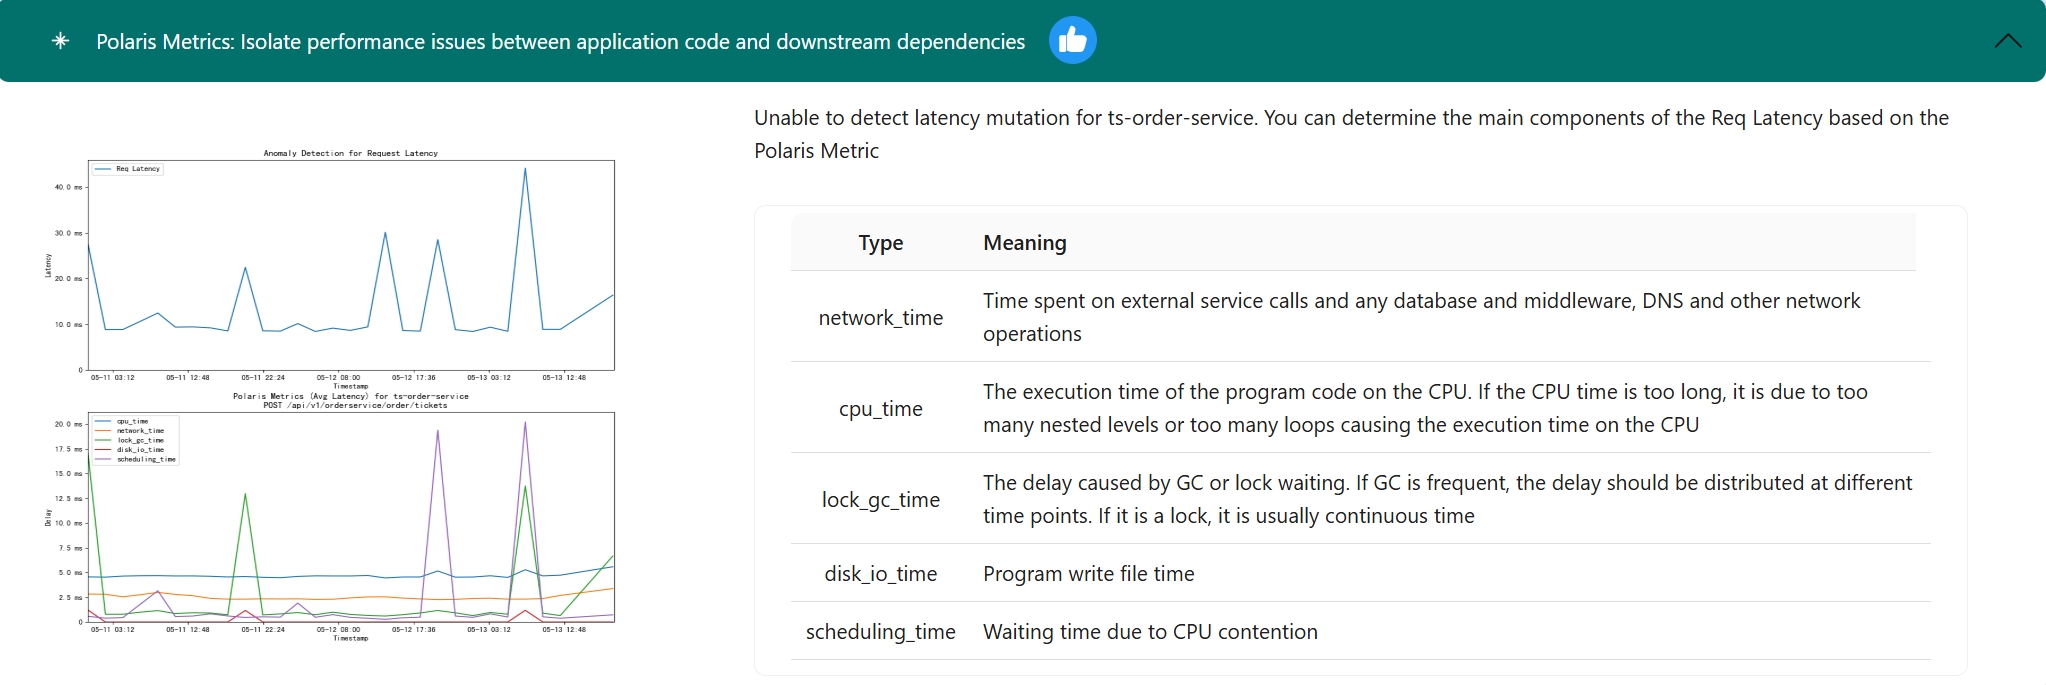 Polaris Metrics: Isolate performance issues between application code and downstream dependencies
Unable to detect latency mutation for ts-order-service. You can determine the main components of the Req Latency based on the
Polaris Metric
Anomaly Detection for Request Latency
Req Latency
40.0 ms
30.0 ms
20.0 ms
10.0 ms
0
Latency
05-11 03:12 05-11 12:48 05-11 22:24 05-12 08:00 05-12 17:36 05-13 03:12 05-13 12:48
Timestamp
Polaris Metrics (Avg Latency) for ts-order-service
POST /api/v1/orderservice/order/tickets
cpu_time
network_time
lock_gc_time
disk_io_time
scheduling_time
20.0 ms
17.5 ms
15.0 ms
12.5 ms
10.0 ms
7.5 ms
5.0 ms
2.5 ms
0
Delay
05-11 03:12 05-11 12:48 05-11 22:24 05-12 08:00 05-12 17:36 05-13 03:12 05-13 12:48
Timestamp
Type Meaning
network_time
Time spent on external service calls and any database and middleware, DNS and other network
operations
cpu_time
The execution time of the program code on the CPU. If the CPU time is too long, it is due to too
many nested levels or too many loops causing the execution time on the CPU
lock_gc_time
The delay caused by GC or lock waiting. If GC is frequent, the delay should be distributed at different
time points. If it is a lock, it is usually continuous time
disk_io_time Program write file time
scheduling_time Waiting time due to CPU contention